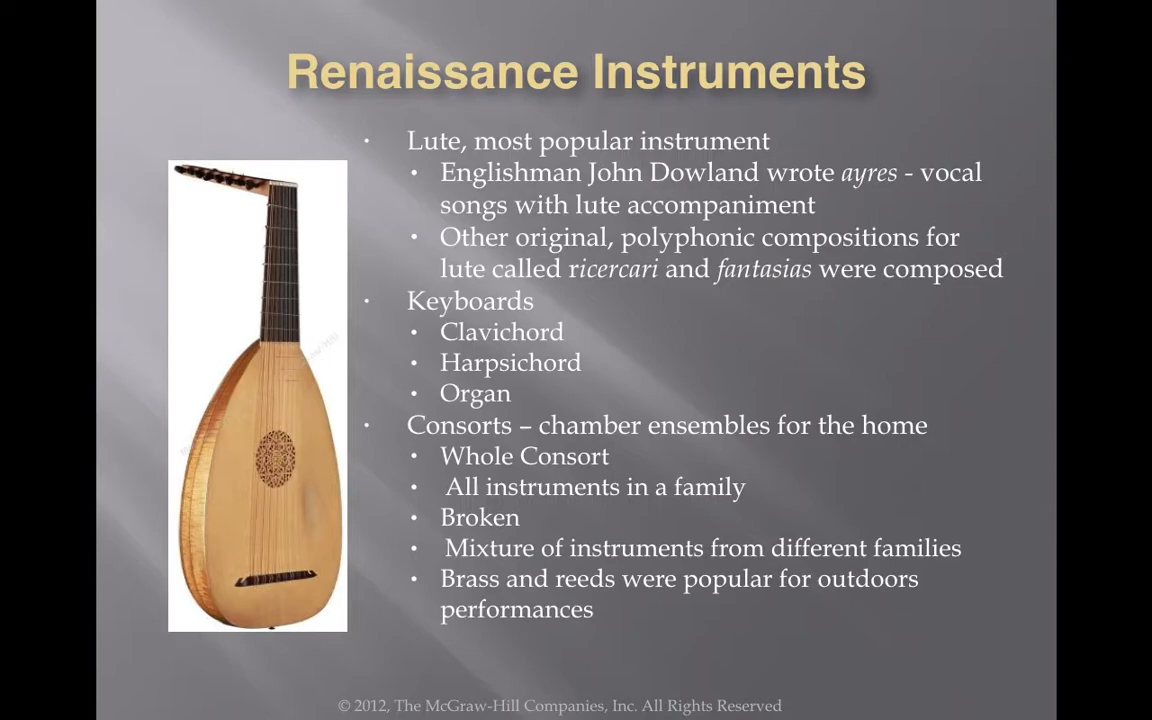 Renaissance Instruments
• Lute, most popular instrument
• Englishman John Dowland wrote ayres - vocal
songs with lute accompaniment
• Other original, polyphonic compositions for
lute called ricercari and fantasias were composed
• Keyboards
• Clavichord
• Harpsichord
• Organ
• Consorts – chamber ensembles for the home
• Whole Consort
• All instruments in a family
• Broken
• Mixture of instruments from different families
• Brass and reeds were popular for outdoors
performances
© 2012, The McGraw-Hill Companies, Inc. All Rights Reserved